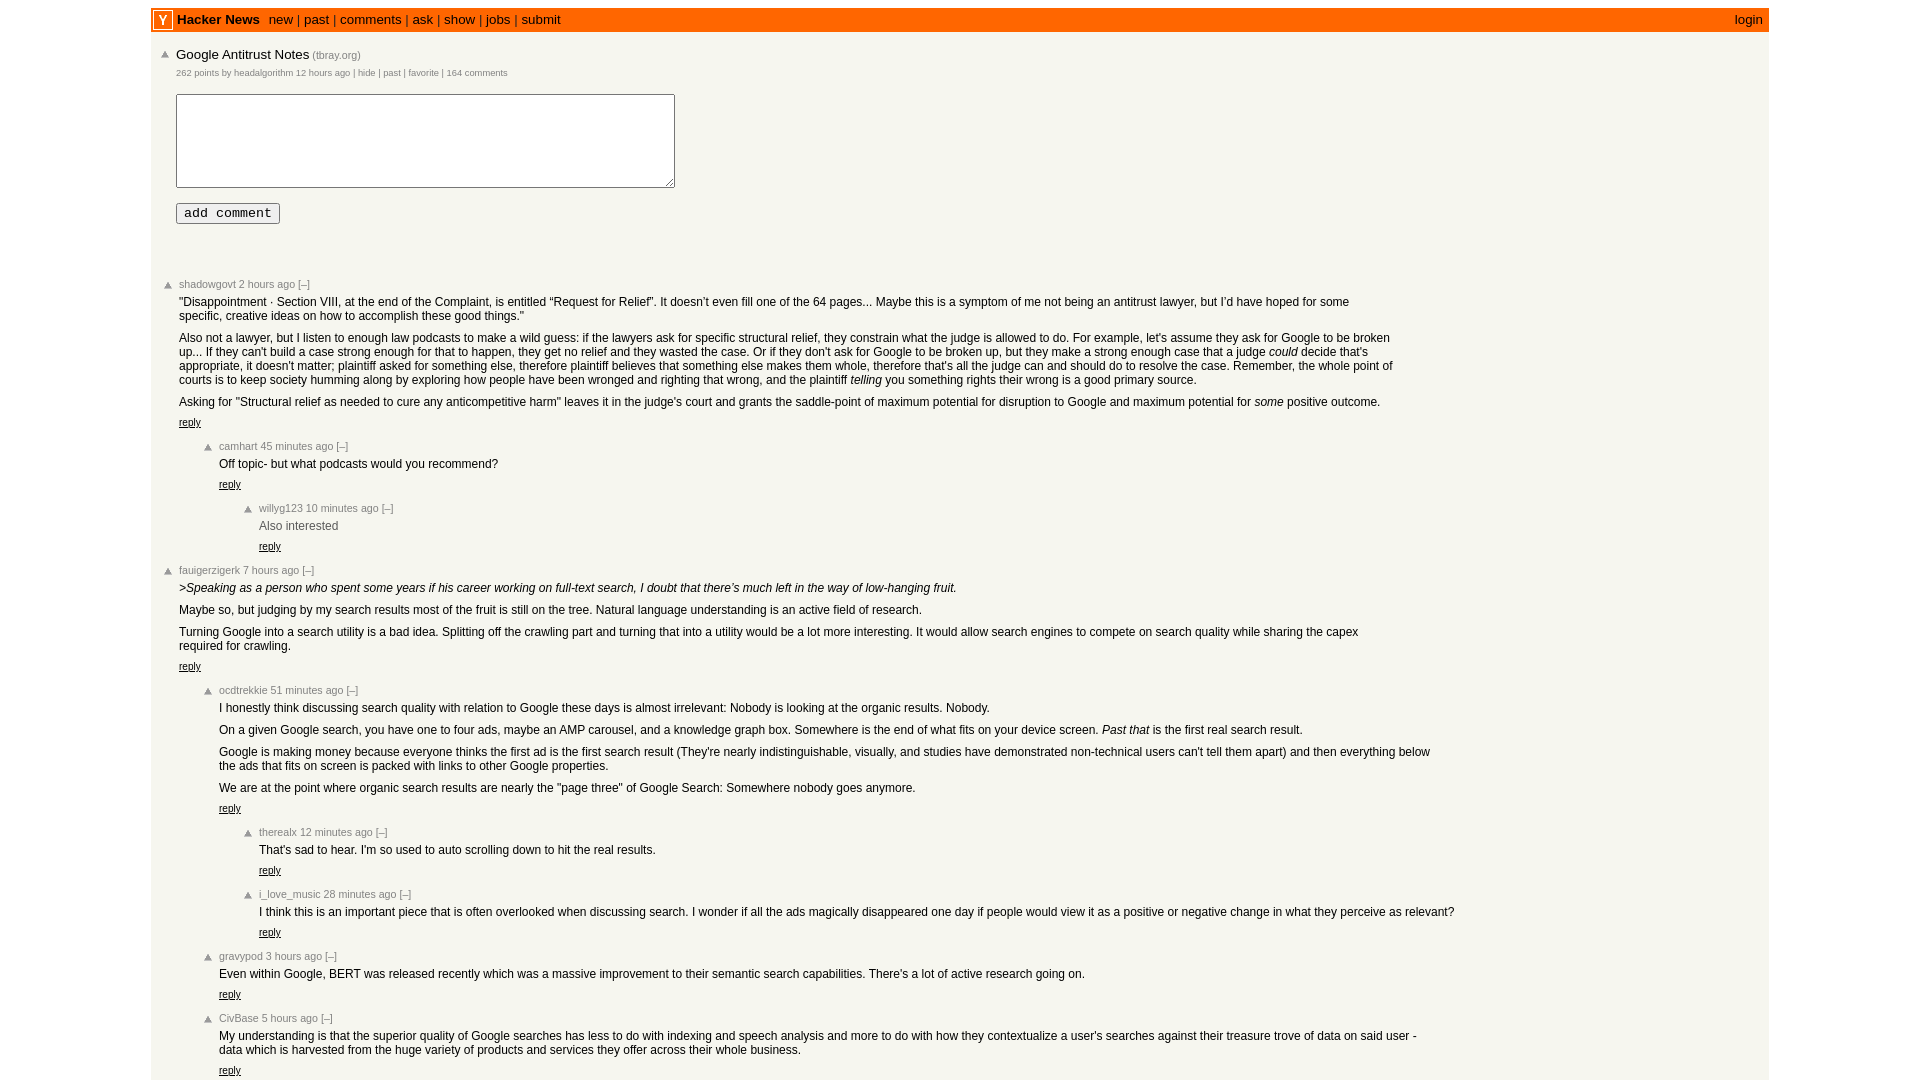 Y Hacker News new | past | comments | ask | show | jobs | submit login
Google Antitrust Notes (tbray.org)
262 points by headalgorithm 12 hours ago | hide | past | favorite | 164 comments
add comment
shadowgovt 2 hours ago [–]
"Disappointment · Section VIII, at the end of the Complaint, is entitled “Request for Relief”. It doesn’t even fill one of the 64 pages... Maybe this is a symptom of me not being an antitrust lawyer, but I’d have hoped for some
specific, creative ideas on how to accomplish these good things."
Also not a lawyer, but I listen to enough law podcasts to make a wild guess: if the lawyers ask for specific structural relief, they constrain what the judge is allowed to do. For example, let's assume they ask for Google to be broken
up... If they can't build a case strong enough for that to happen, they get no relief and they wasted the case. Or if they don't ask for Google to be broken up, but they make a strong enough case that a judge could decide that's
appropriate, it doesn't matter; plaintiff asked for something else, therefore plaintiff believes that something else makes them whole, therefore that's all the judge can and should do to resolve the case. Remember, the whole point of
courts is to keep society humming along by exploring how people have been wronged and righting that wrong, and the plaintiff telling you something rights their wrong is a good primary source.
Asking for "Structural relief as needed to cure any anticompetitive harm" leaves it in the judge's court and grants the saddle-point of maximum potential for disruption to Google and maximum potential for some positive outcome.
reply
camhart 45 minutes ago [–]
Off topic- but what podcasts would you recommend?
reply
willyg123 10 minutes ago [–]
Also interested
reply
fauigerzigerk 7 hours ago [–]
>Speaking as a person who spent some years if his career working on full-text search, I doubt that there’s much left in the way of low-hanging fruit.
Maybe so, but judging by my search results most of the fruit is still on the tree. Natural language understanding is an active field of research.
Turning Google into a search utility is a bad idea. Splitting off the crawling part and turning that into a utility would be a lot more interesting. It would allow search engines to compete on search quality while sharing the capex
required for crawling.
reply
ocdtrekkie 51 minutes ago [–]
I honestly think discussing search quality with relation to Google these days is almost irrelevant: Nobody is looking at the organic results. Nobody.
On a given Google search, you have one to four ads, maybe an AMP carousel, and a knowledge graph box. Somewhere is the end of what fits on your device screen. Past that is the first real search result.
Google is making money because everyone thinks the first ad is the first search result (They're nearly indistinguishable, visually, and studies have demonstrated non-technical users can't tell them apart) and then everything below
the ads that fits on screen is packed with links to other Google properties.
We are at the point where organic search results are nearly the "page three" of Google Search: Somewhere nobody goes anymore.
reply
therealx 12 minutes ago [–]
That's sad to hear. I'm so used to auto scrolling down to hit the real results.
reply
i_love_music 28 minutes ago [–]
I think this is an important piece that is often overlooked when discussing search. I wonder if all the ads magically disappeared one day if people would view it as a positive or negative change in what they perceive as relevant?
reply
gravypod 3 hours ago [–]
Even within Google, BERT was released recently which was a massive improvement to their semantic search capabilities. There's a lot of active research going on.
reply
CivBase 5 hours ago [–]
My understanding is that the superior quality of Google searches has less to do with indexing and speech analysis and more to do with how they contextualize a user's searches against their treasure trove of data on said user -
data which is harvested from the huge variety of products and services they offer across their whole business.
reply